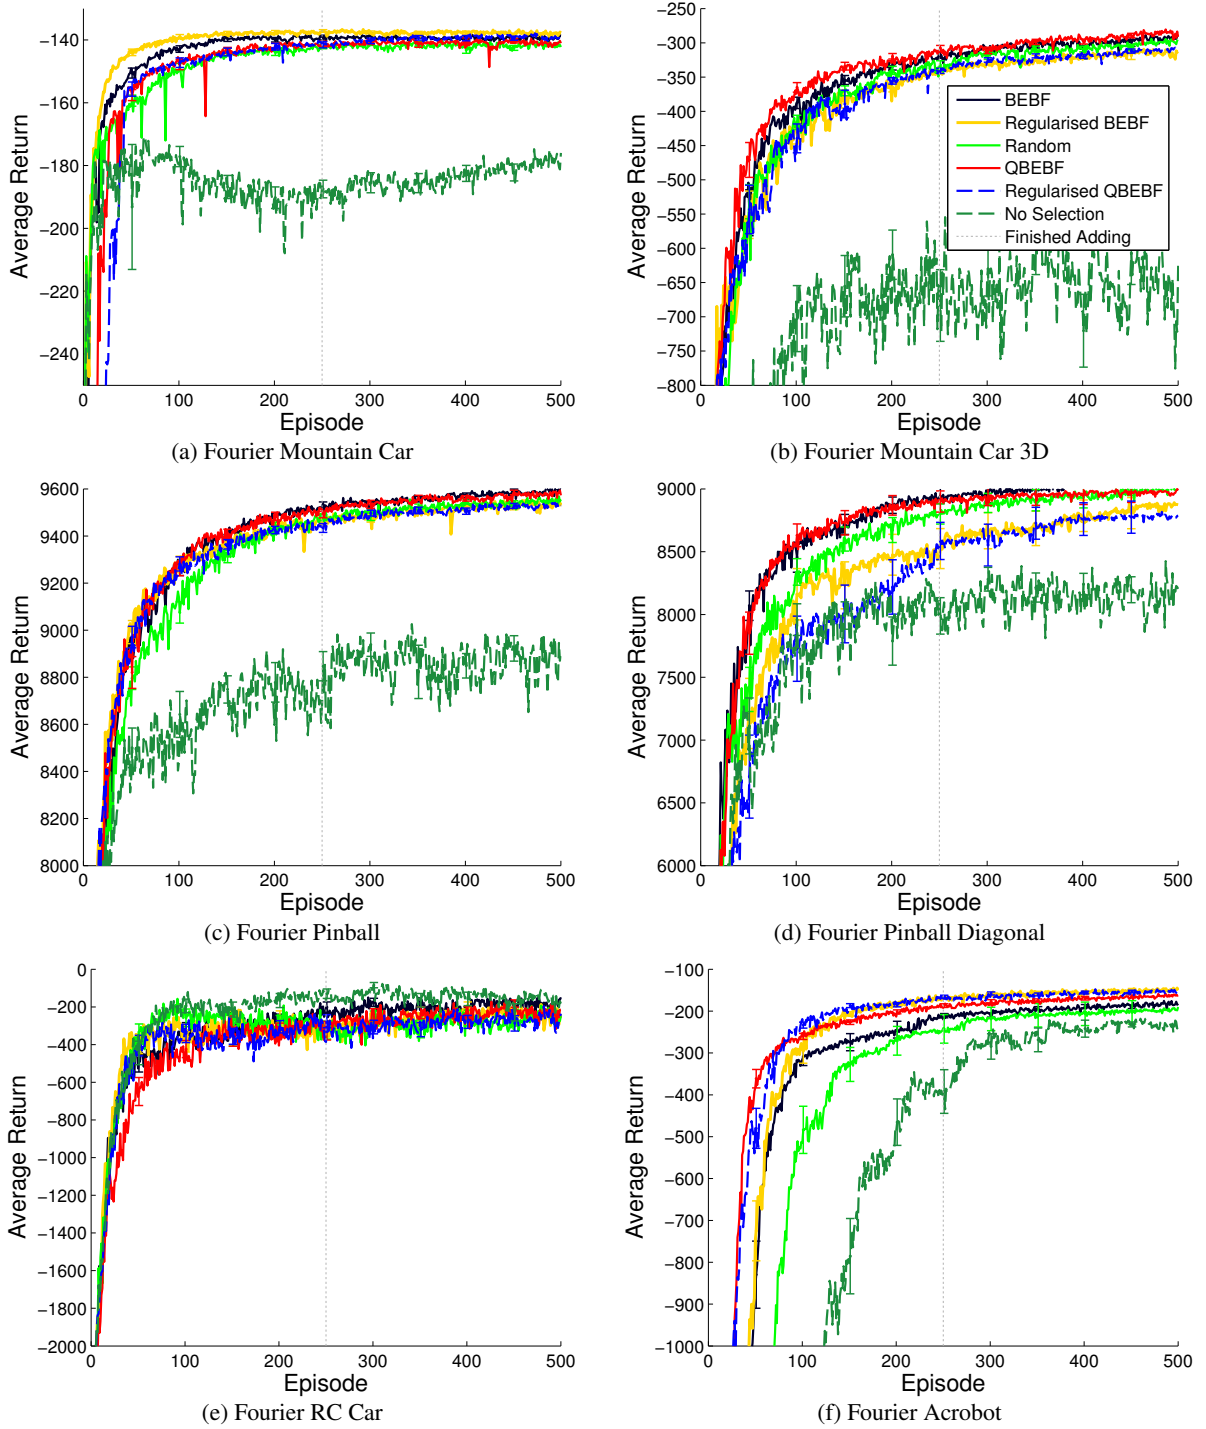 −140
−160
−180
−200
−220
−240
0 100 200 300 400 500
Average Return
Episode
(a) Fourier Mountain Car
−250
−300
−350
−400
−450
−500
−550
−600
−650
−700
−750
−800
0 100 200 300 400 500
Average Return
Episode
BEBF
Regularised BEBF
Random
QBEBF
Regularised QBEBF
No Selection
Finished Adding
(b) Fourier Mountain Car 3D
9600
9400
9200
9000
8800
8600
8400
8200
8000
0 100 200 300 400 500
Average Return
Episode
(c) Fourier Pinball
9000
8500
8000
7500
7000
6500
6000
0 100 200 300 400 500
Average Return
Episode
(d) Fourier Pinball Diagonal
0
−200
−400
−600
−800
−1000
−1200
−1400
−1600
−1800
−2000
0 100 200 300 400 500
Average Return
Episode
(e) Fourier RC Car
−100
−200
−300
−400
−500
−600
−700
−800
−900
−1000
0 100 200 300 400 500
Average Return
Episode
(f) Fourier Acrobot